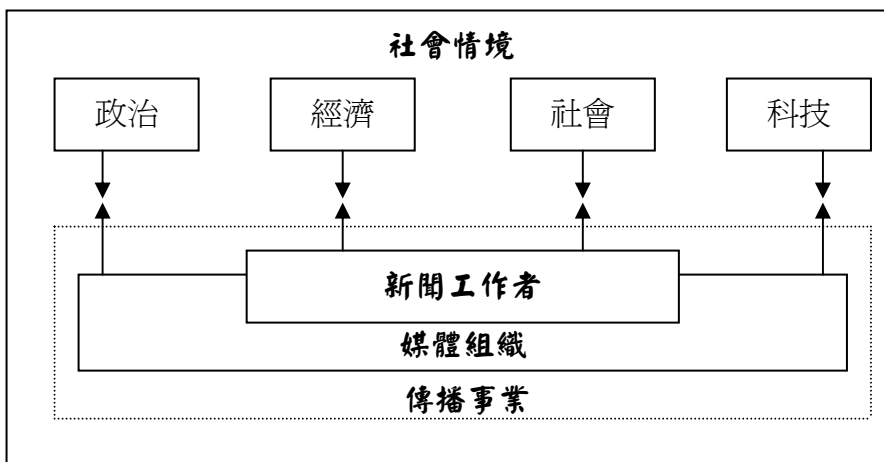 社會情境
政治 經濟 社會 科技
新聞工作者
媒體組織
傳播事業